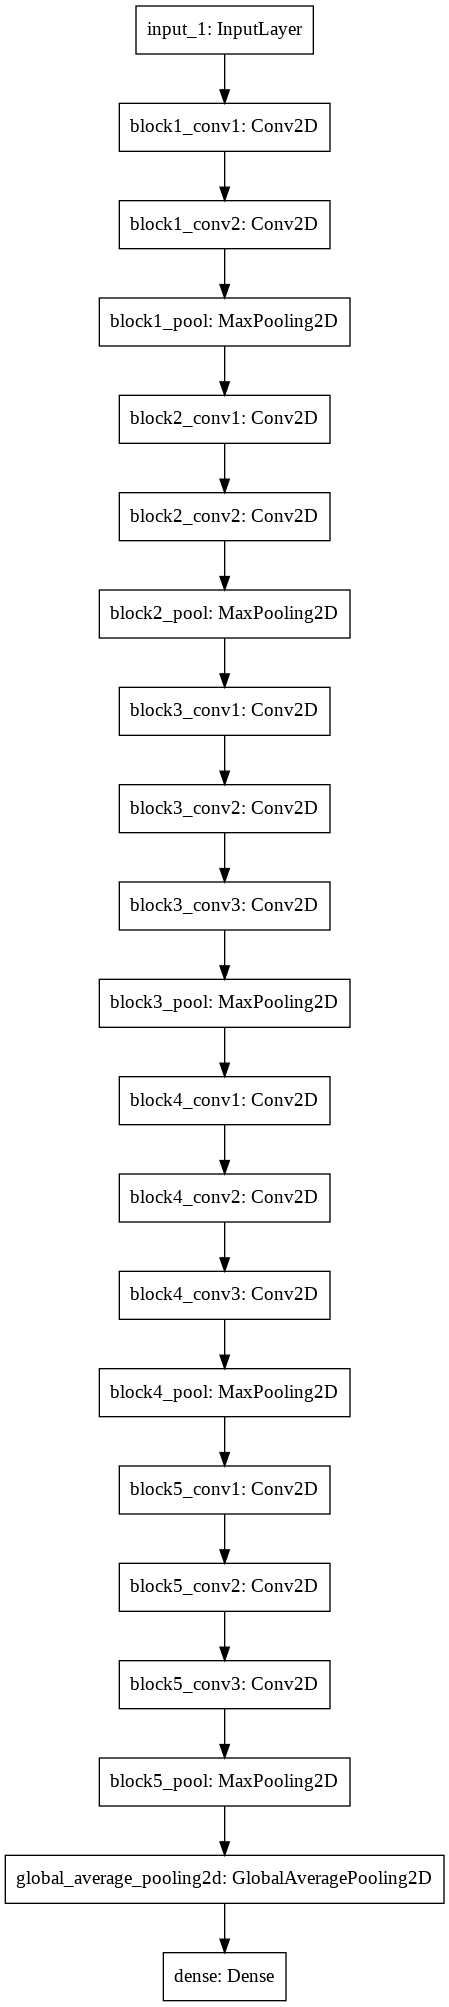 input_1: InputLayer
block1_conv1: Conv2D
block1_conv2: Conv2D
block1_pool: MaxPooling2D
block2_conv1: Conv2D
block2_conv2: Conv2D
block2_pool: MaxPooling2D
block3_conv1: Conv2D
block3_conv2: Conv2D
block3_conv3: Conv2D
block3_pool: MaxPooling2D
block4_conv1: Conv2D
block4_conv2: Conv2D
block4_conv3: Conv2D
block4_pool: MaxPooling2D
block5_conv1: Conv2D
block5_conv2: Conv2D
block5_conv3: Conv2D
block5_pool: MaxPooling2D
global_average_pooling2d: GlobalAveragePooling2D
dense: Dense